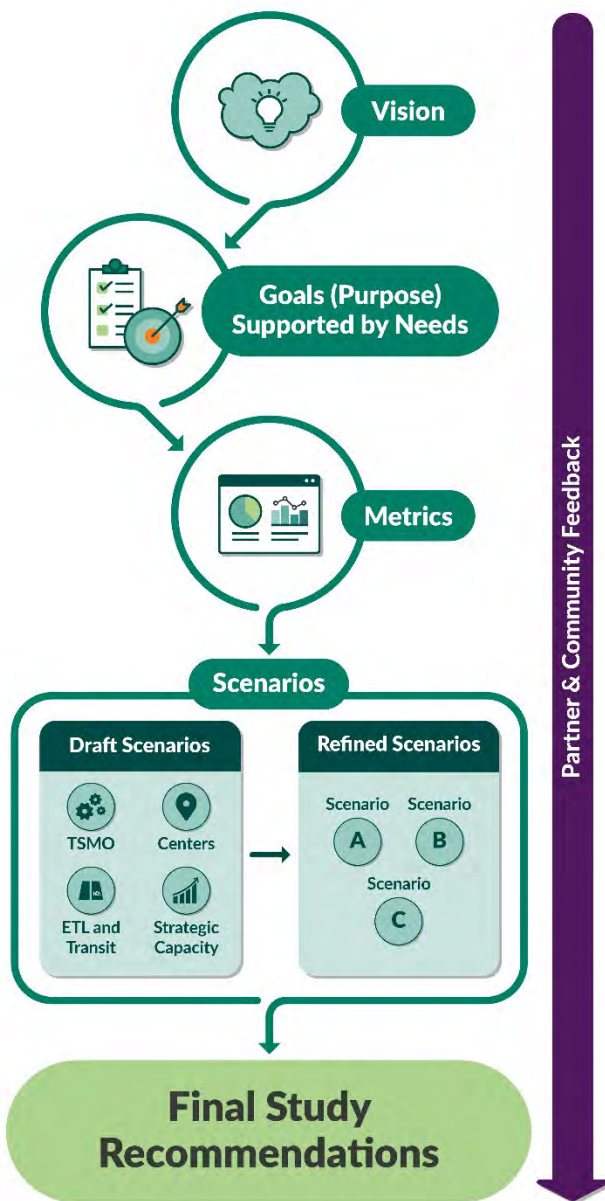 Vision
Goals (Purpose)
Supported by Needs
Metrics
Scenarios
Draft Scenarios
TSMO
Centers
ETL and
Transit
Strategic
Capacity
Refined Scenarios
Scenario
A
Scenario
B
Scenario
C
Final Study
Recommendations
Partner & Community Feedback